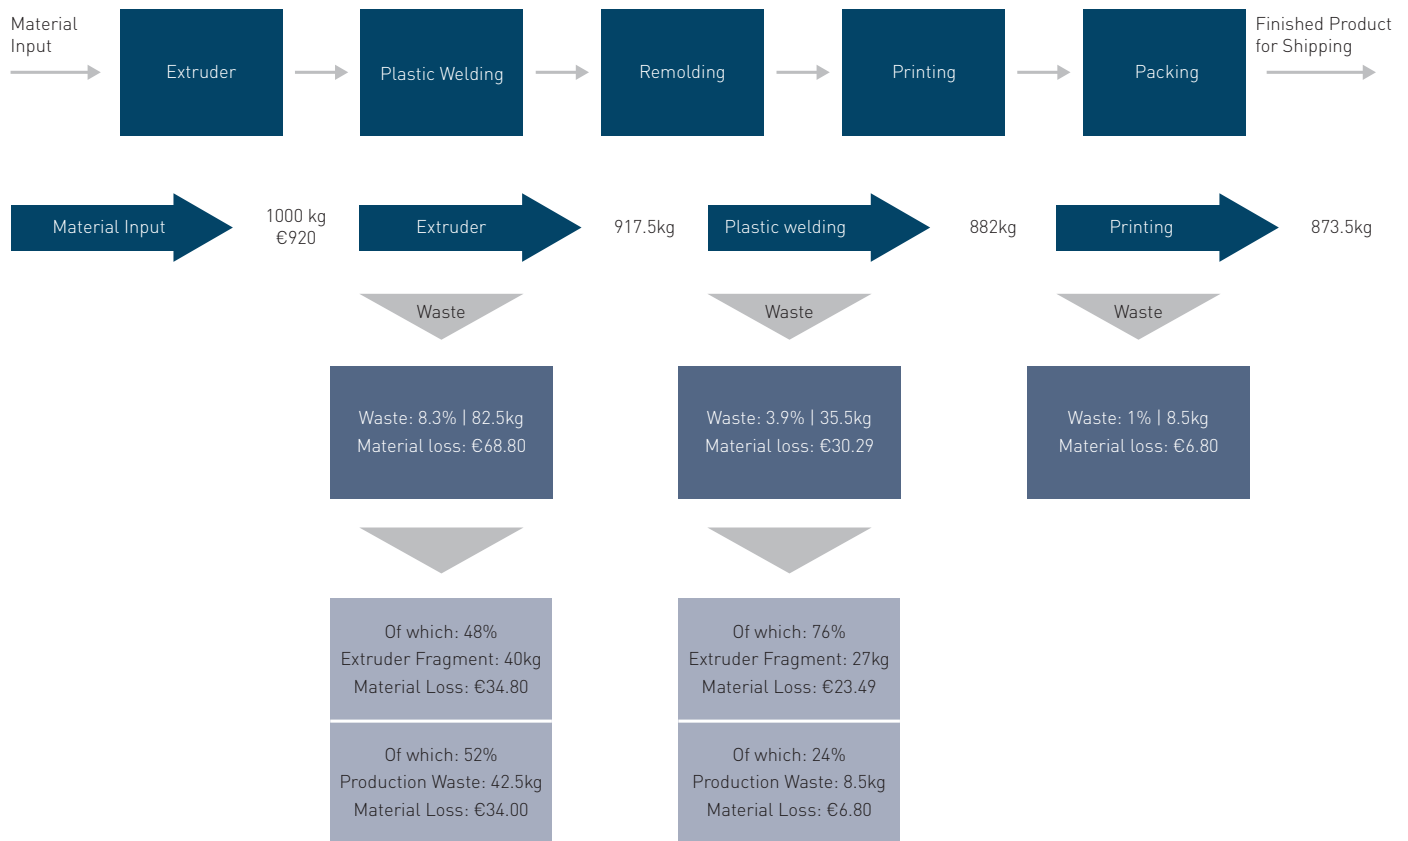 Material
Input
Extruder
Plastic Welding
Remolding
Printing
Packing
Finished Product
for Shipping
Material Input
1000 kg
€920
Extruder
917.5kg
Plastic welding
882kg
Printing
873.5kg
Waste
Waste
Waste
Waste: 8.3% | 82.5kg
Material loss: €68.80
Waste: 3.9% | 35.5kg
Material loss: €30.29
Waste: 1% | 8.5kg
Material loss: €6.80
Of which: 48%
Extruder Fragment: 40kg
Material Loss: €34.80
Of which: 76%
Extruder Fragment: 27kg
Material Loss: €23.49
Of which: 52%
Production Waste: 42.5kg
Material Loss: €34.00
Of which: 24%
Production Waste: 8.5kg
Material Loss: €6.80